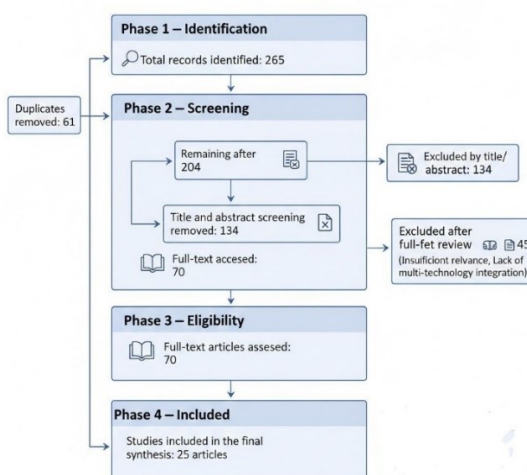 Phase 1 – Identification
Total records identified: 265
Duplicates
removed: 61
Phase 2 – Screening
Remaining after
204
Excluded by title/
abstract: 134
Title and abstract screening
removed: 134
Full-text accesed:
70
Excluded after
full-fet review 45
(Insufficient relvance, Lack of
multi-technology integration)
Phase 3 – Eligibility
Full-text articles assesed:
70
Phase 4 – Included
Studies included in the final
synthesis: 25 articles